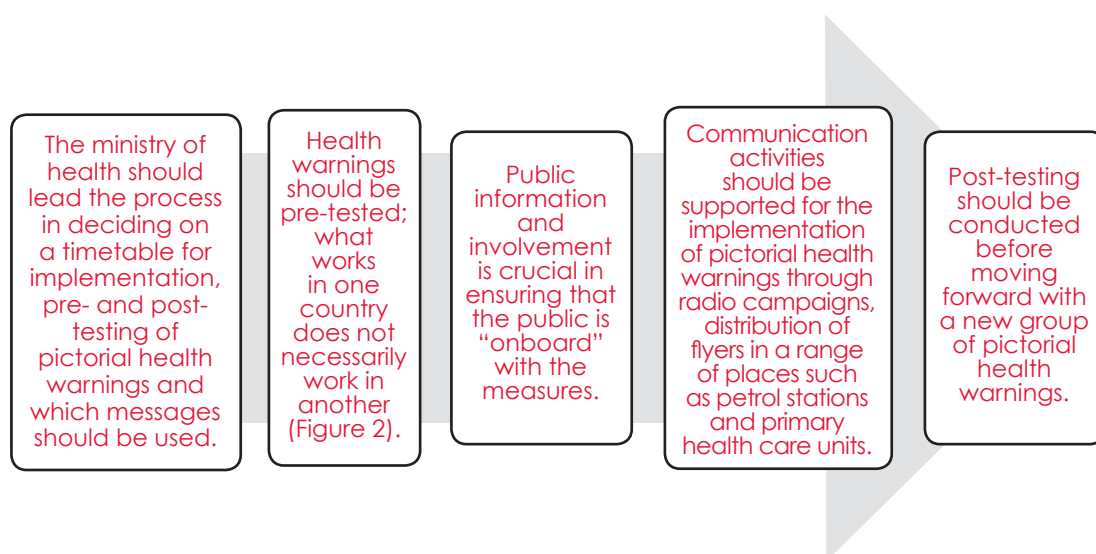 The ministry of
health should
lead the process
in deciding on
a timetable for
implementation,
pre- and post-
testing of
pictorial health
warnings and
which messages
should be used.
Health
warnings
should be
pre-tested;
what
works
in one
country
does not
necessarily
work in
another
(Figure 2).
Public
information
and
involvement
is crucial in
ensuring that
the public is
“onboard”
with the
measures.
Communication
activities
should be
supported for the
implementation
of pictorial health
warnings through
radio campaigns,
distribution of
flyers in a range
of places such
as petrol stations
and primary
health care units.
Post-testing
should be
conducted
before
moving
forward with
a new group
of pictorial
health
warnings.